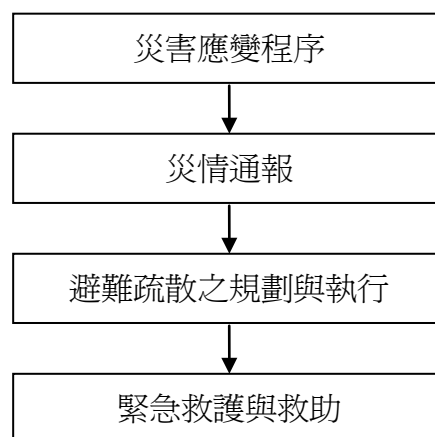 災害應變程序
災情通報
避難疏散之規劃與執行
緊急救護與救助